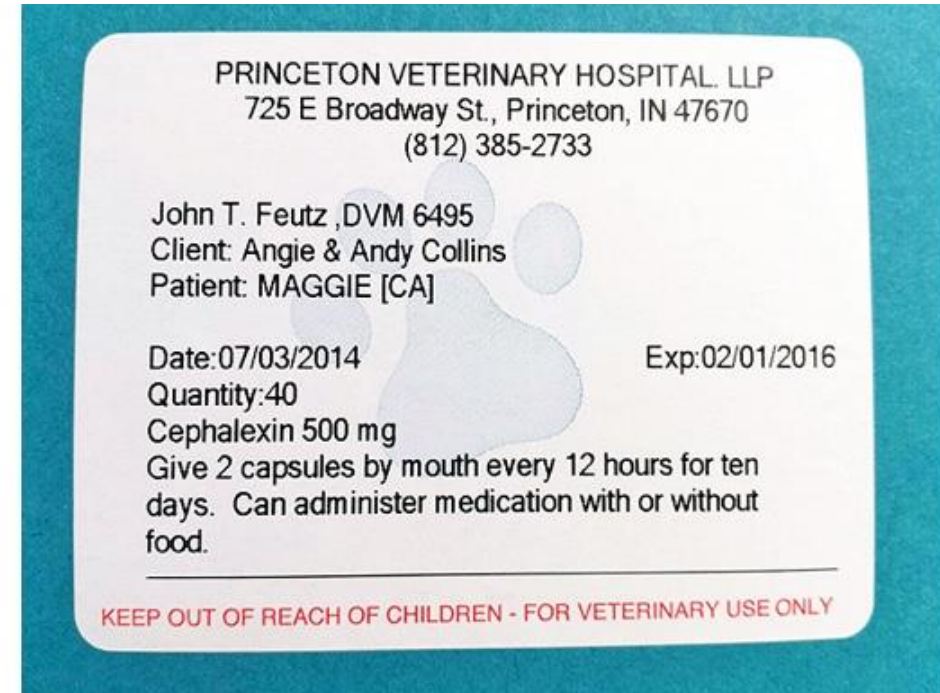 PRINCETON VETERINARY HOSPITAL. LLP
725 E Broadway St., Princeton, IN 47670
(812) 385-2733
John T. Feutz ,DVM 6495
Client: Angie & Andy Collins
Patient: MAGGIE [CA]
Date:07/03/2014 Exp:02/01/2016
Quantity:40
Cephalexin 500 mg
Give 2 capsules by mouth every 12 hours for ten
days. Can administer medication with or without
food.
KEEP OUT OF REACH OF CHILDREN - FOR VETERINARY USE ONLY